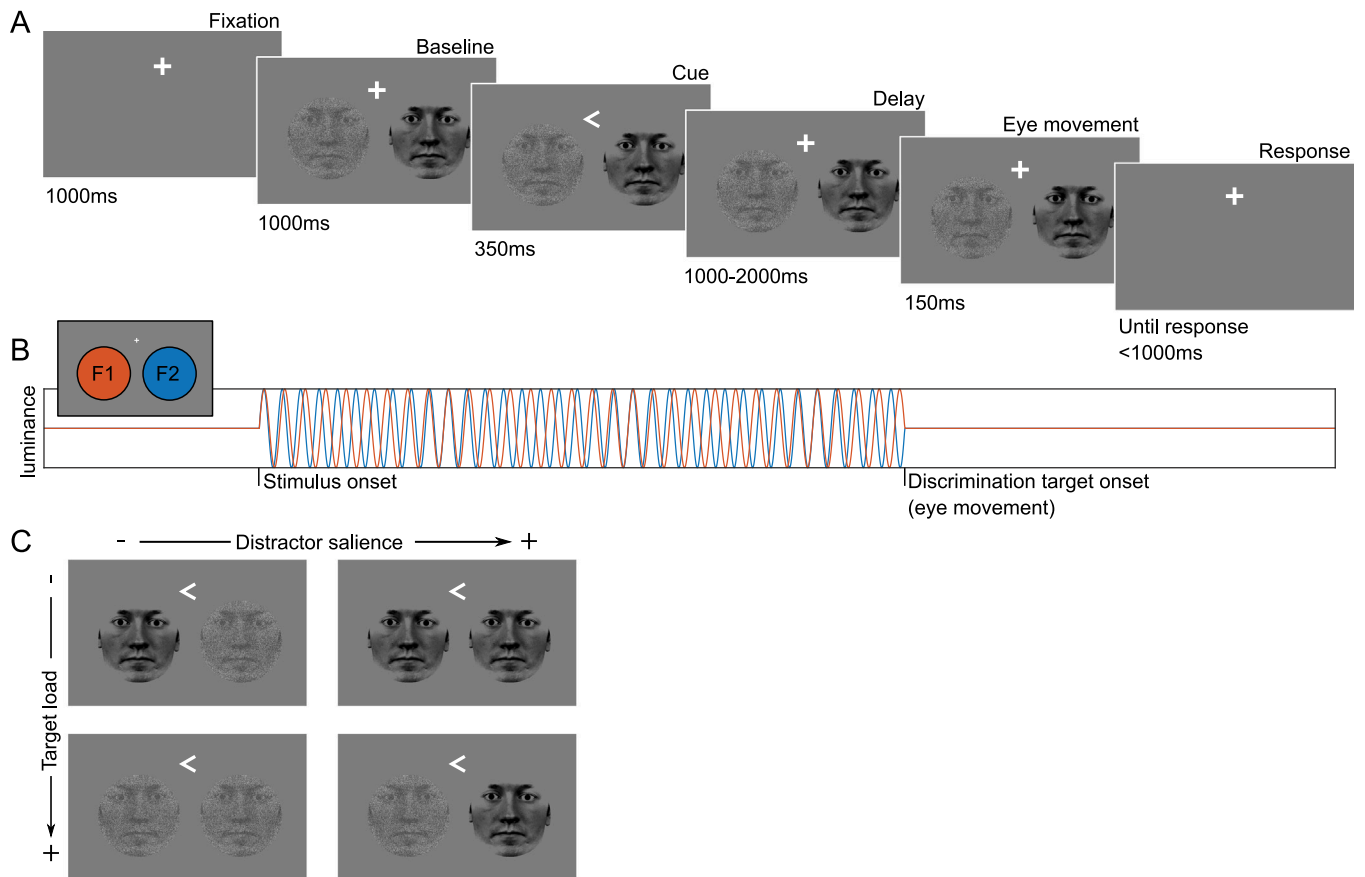 A
Fixation
Baseline
Cue
Delay
Eye movement
Response
1000ms
1000ms
350ms
1000-2000ms
150ms
Until response
<1000ms
B
F1 F2
luminance
Stimulus onset
Discrimination target onset
(eye movement)
C
- Distractor salience +
-
Target load
+